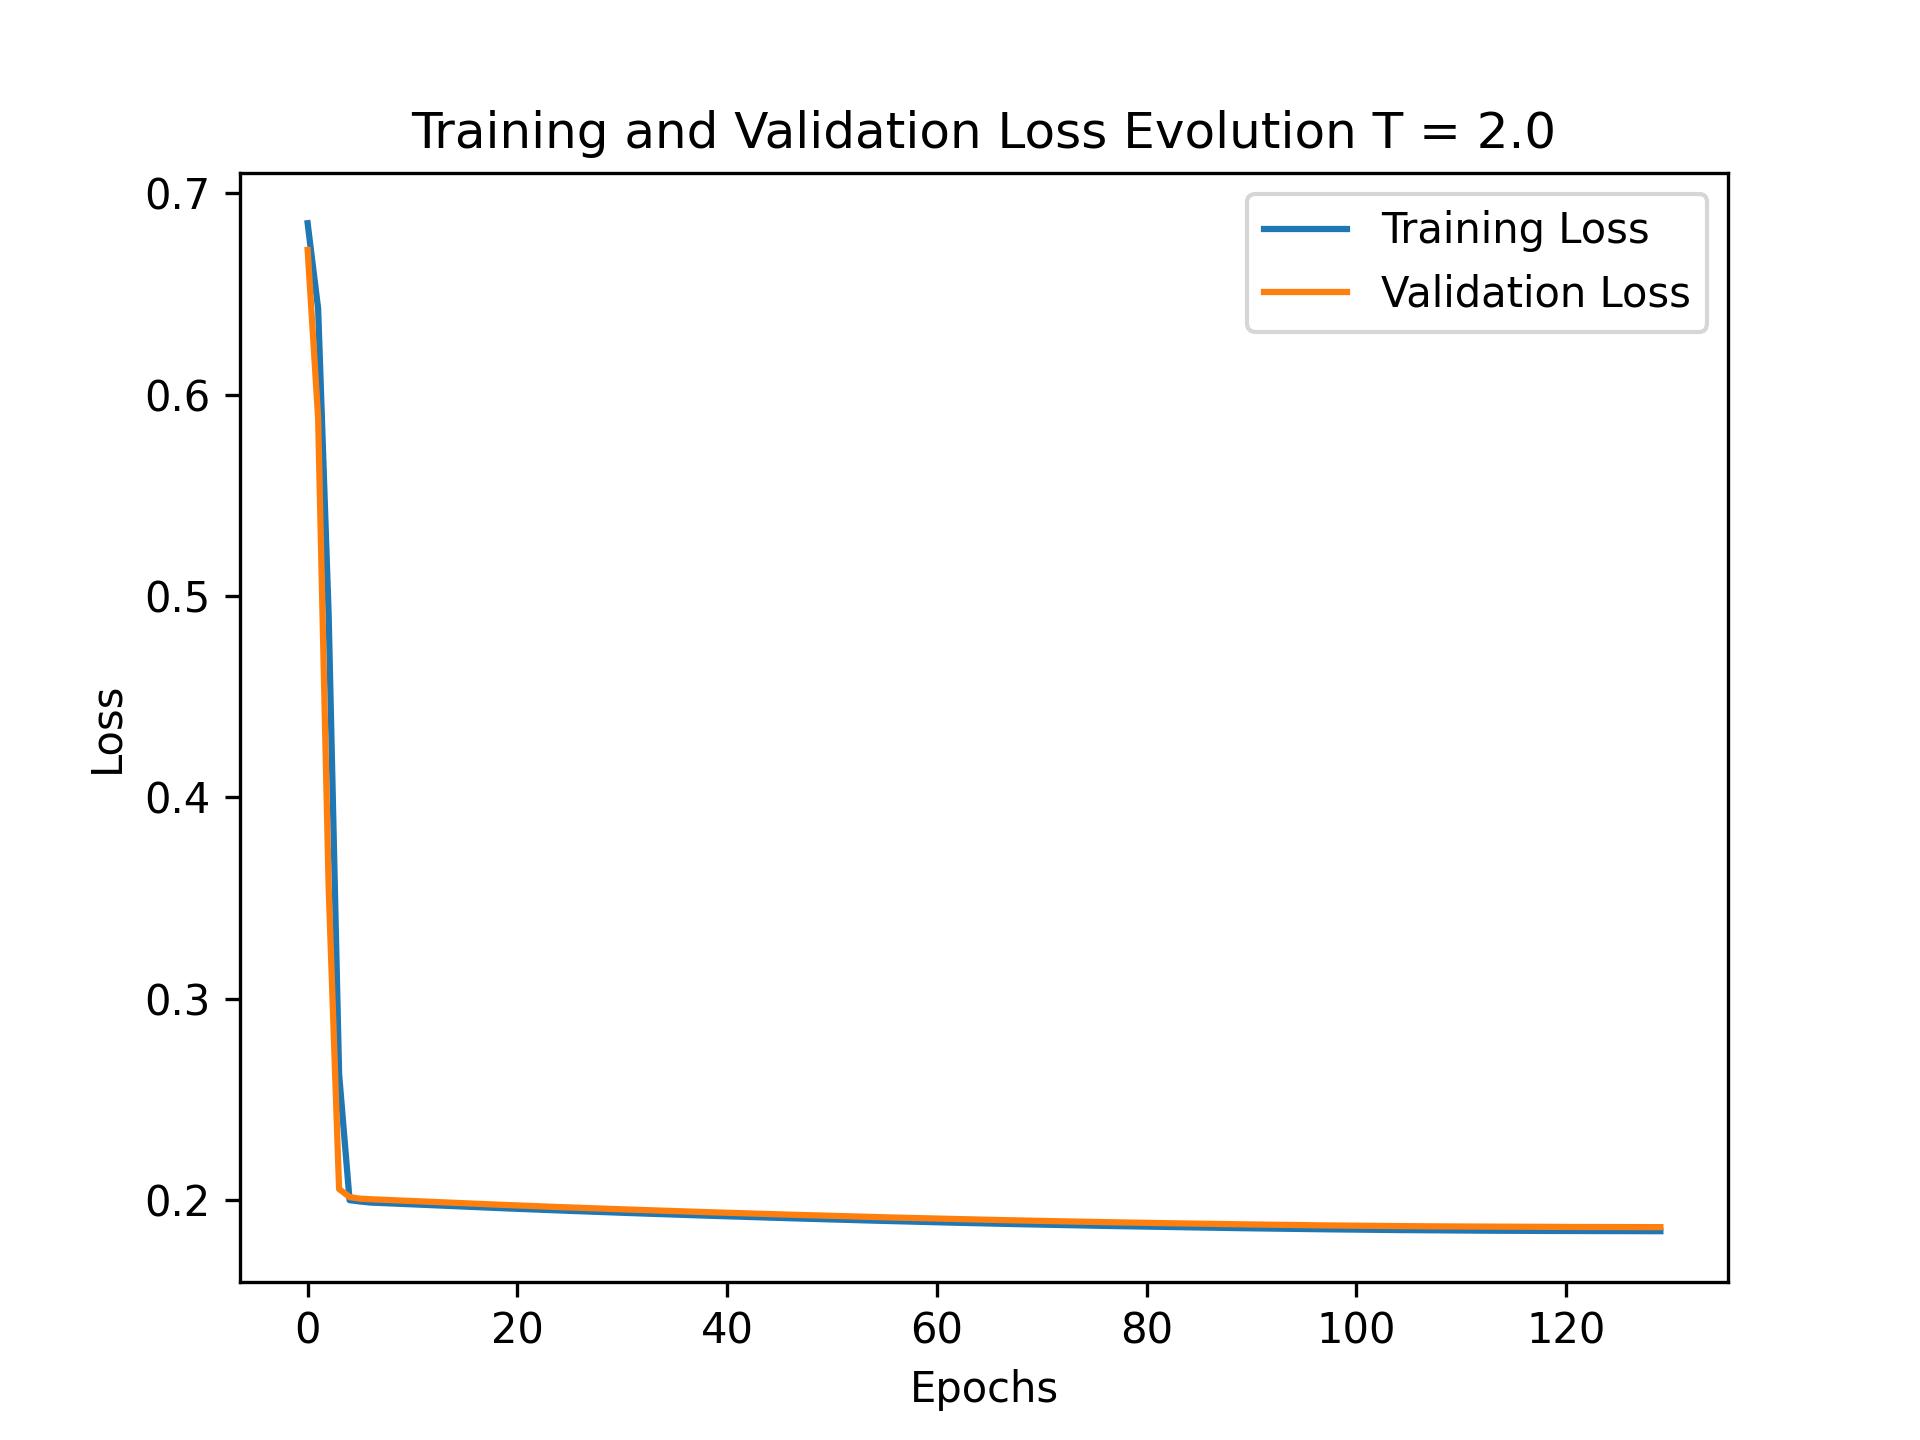 Training and Validation Loss Evolution T = 2.0
Training Loss
Validation Loss
0.7
0.6
0.5
0.4
0.3
0.2
Loss
0 20 40 60 80 100 120
Epochs